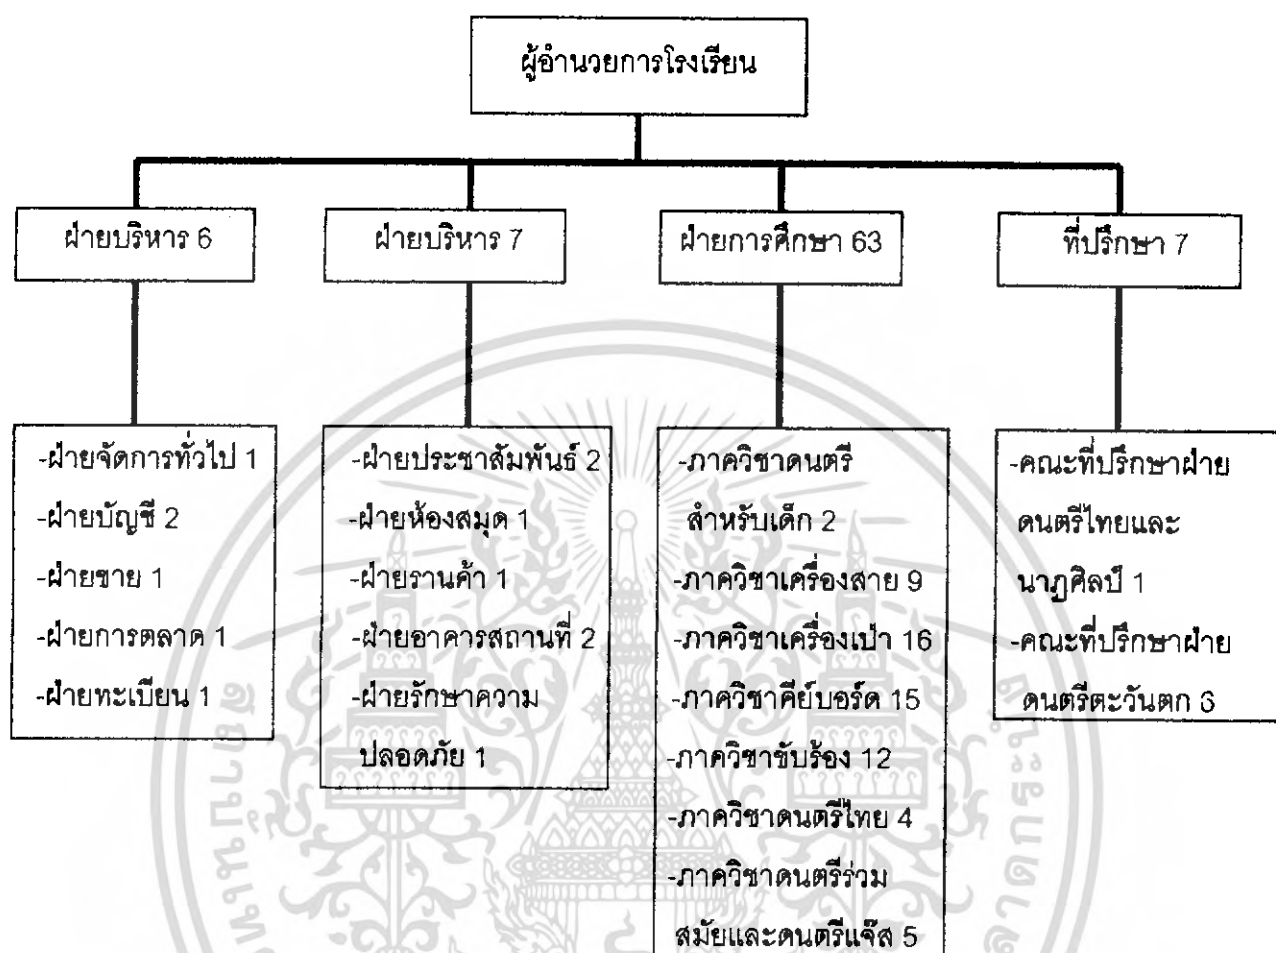 ผู้อำนวยการโรงเรียน
ฝ่ายบริหาร 6
ฝ่ายบริหาร 7
ฝ่ายการศึกษา 63
ที่ปรึกษา 7
-ฝ่ายจัดการทั่วไป 1
-ฝ่ายบัญชี 2
-ฝ่ายขาย 1
-ฝ่ายการตลาด 1
-ฝ่ายทะเบียน 1
-ฝ่ายประชาสัมพันธ์ 2
-ฝ่ายห้องสมุด 1
-ฝ่ายรานค้า 1
-ฝ่ายอาคารสถานที่ 2
-ฝ่ายรักษาความ
ปลอดภัย 1
-ภาควิชาดนตรี
สำหรับเด็ก 2
-ภาควิชาเครื่องสาย 9
-ภาควิชาเครื่องเป่า 16
-ภาควิชาคีย์บอร์ด 15
-ภาควิชาขับร้อง 12
-ภาควิชาดนตรีไทย 4
-ภาควิชาดนตรีร่วม
สมัยและดนตรีแจ๊ส 5
-คณะที่ปรึกษาฝ่าย
ดนตรีไทยและ
นาฏศิลป์ 1
-คณะที่ปรึกษาฝ่าย
ดนตรีตะวันตก 6